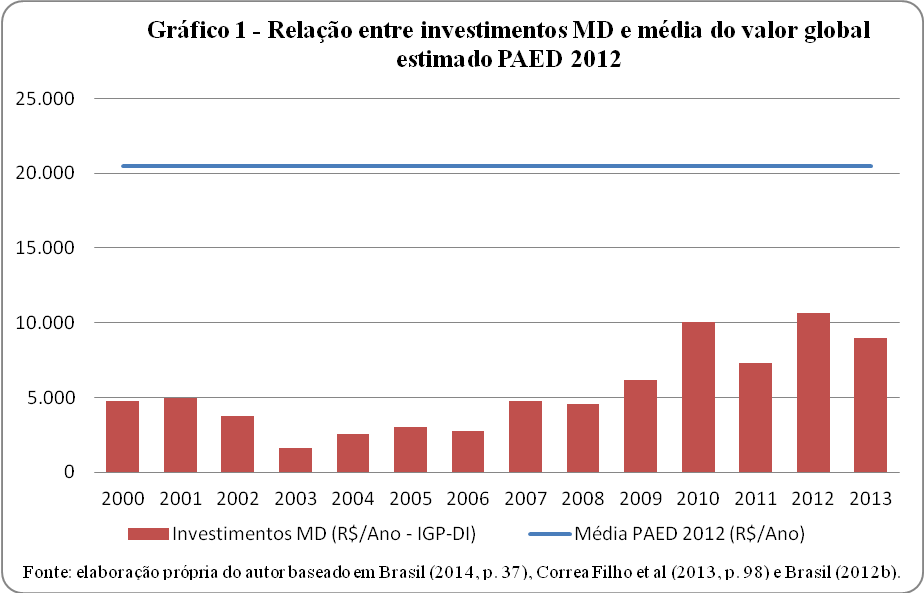 Gráfico 1 - Relação entre investimentos MD e média do valor global
estimado PAED 2012
25.000
20.000
15.000
10.000
5.000
0
2000 2001 2002 2003 2004 2005 2006 2007 2008 2009 2010 2011 2012 2013
Investimentos MD (R$/Ano - IGP-DI) Média PAED 2012 (R$/Ano)
Fonte: elaboração própria do autor baseado em Brasil (2014, p. 37), Correa Filho et al (2013, p. 98) e Brasil (2012b).